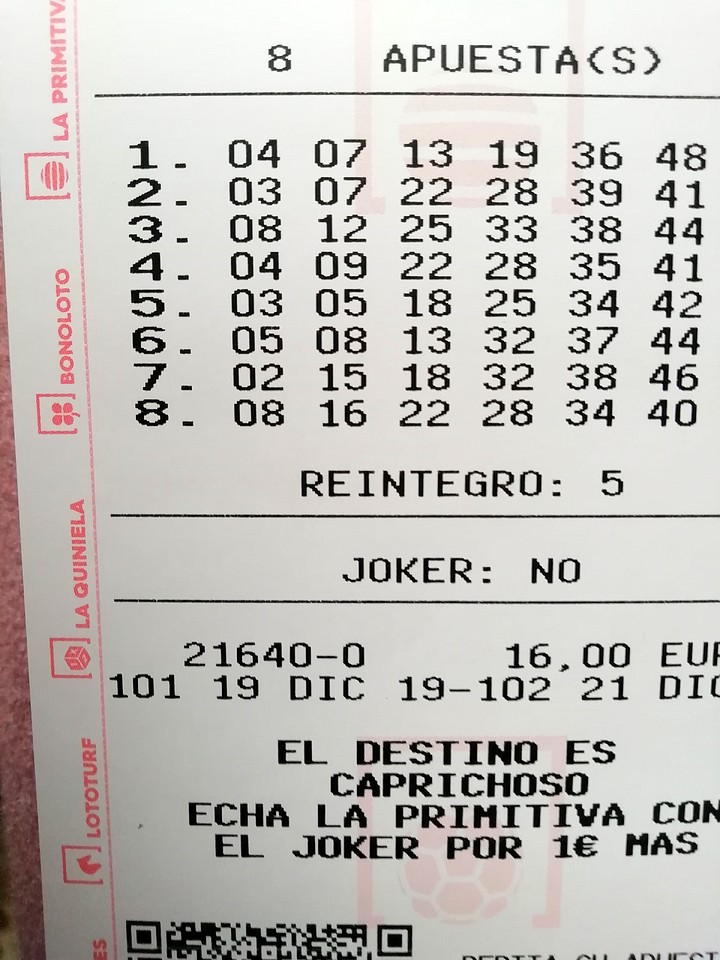 8 APUESTA(S)
1. 04 07 13 19 36 48
2. 03 07 22 28 39 41
3. 08 12 25 33 38 44
4. 04 09 22 28 35 41
5. 03 05 18 25 34 42
6. 05 08 13 32 37 44
7. 02 15 18 32 38 46
8. 08 16 22 28 34 40
REINTEGRO: 5
JOKER: NO
21640-0 16,00 EUR
101 19 DIC 19-102 21 DIC
EL DESTINO ES
CAPRICHOSO
ECHA LA PRIMITIVA CON
EL JOKER POR 1€ MAS
LA PRIMITIVA
BONOLOTO
LA QUINIELA
LOTOTURF